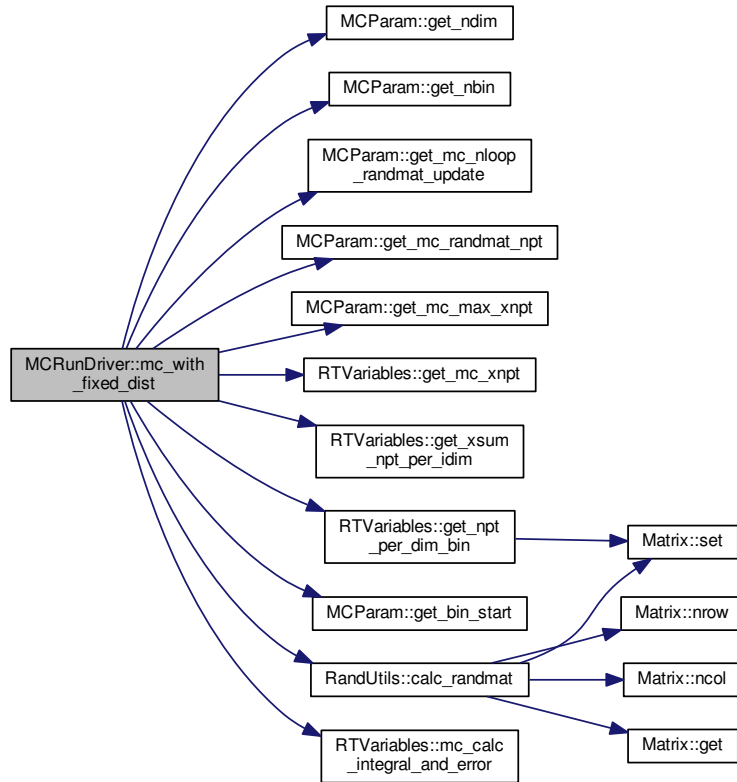 MCParam::get_ndim
MCParam::get_nbin
MCParam::get_mc_nloop
_randmat_update
MCParam::get_mc_randmat_npt
MCParam::get_mc_max_xnpt
MCRunDriver::mc_with
_fixed_dist
RTVariables::get_mc_xnpt
RTVariables::get_xsum
_npt_per_idim
RTVariables::get_npt
_per_dim_bin
Matrix::set
MCParam::get_bin_start
Matrix::nrow
RandUtils::calc_randmat
Matrix::ncol
RTVariables::mc_calc
_integral_and_error
Matrix::get